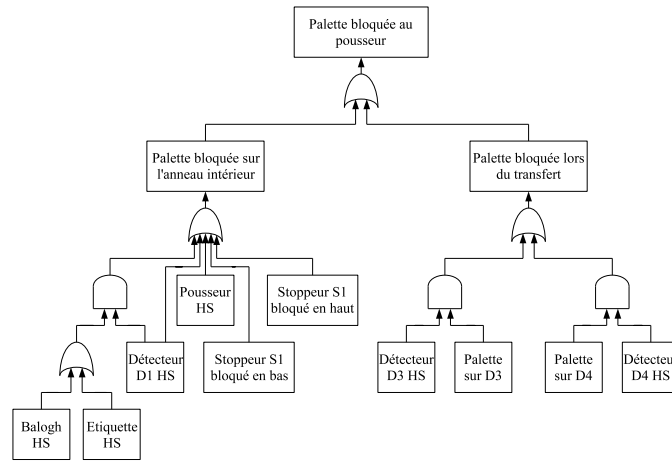 Palette bloquée au
pousseur
Palette bloquée sur
l'anneau intérieur
Palette bloquée lors
du transfert
Pousseur
HS
Stoppeur S1
bloqué en haut
Détecteur
D1 HS
Stoppeur S1
bloqué en bas
Détecteur
D3 HS
Palette
sur D3
Palette
sur D4
Détecteur
D4 HS
Balogh
HS
Etiquette
HS